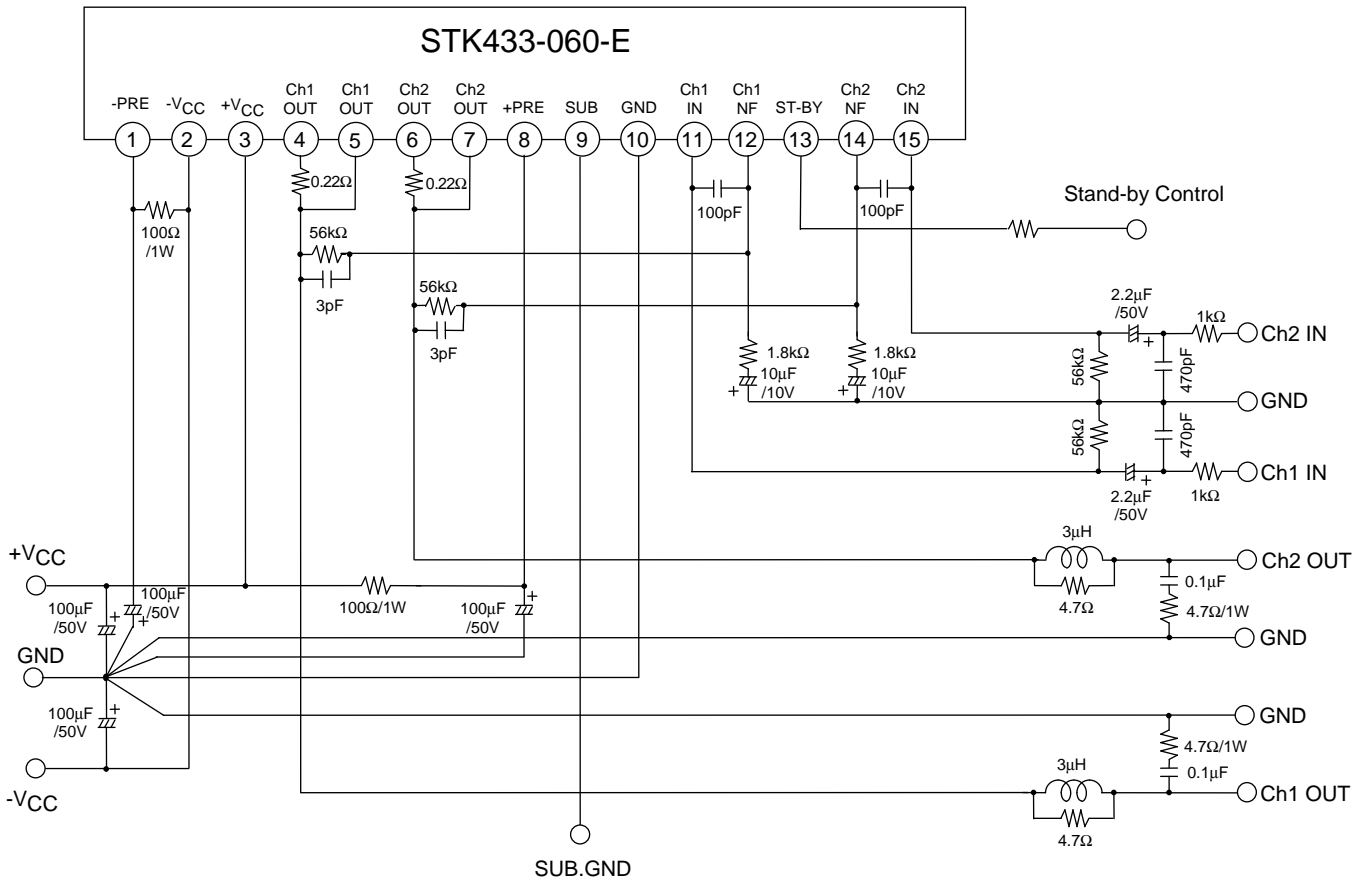 STK433-060-E
-PRE
-VCC
+VCC
Ch1
OUT
Ch1
OUT
Ch2
OUT
Ch2
OUT
+PRE
SUB
GND
Ch1
IN
Ch1
NF
ST-BY
Ch2
NF
Ch2
IN
1
2
3
4
5
6
7
8
9
10
11
12
13
14
15
0.22Ω
0.22Ω
100pF
100pF
Stand-by Control
100Ω
/1W
56kΩ
3pF
56kΩ
3pF
1.8kΩ
10µF
/10V
+
1.8kΩ
10µF
/10V
+
2.2µF
/50V
+
1kΩ
Ch2 IN
56kΩ
470pF
GND
56kΩ
470pF
2.2µF
/50V
+
1kΩ
Ch1 IN
+VCC
3µH
4.7Ω
Ch2 OUT
0.1µF
4.7Ω/1W
GND
100µF
/50V
+
100µF
/50V
+
100Ω/1W
100µF
/50V
+
GND
100µF
/50V
+
-VCC
GND
4.7Ω/1W
0.1µF
3µH
4.7Ω
Ch1 OUT
SUB.GND